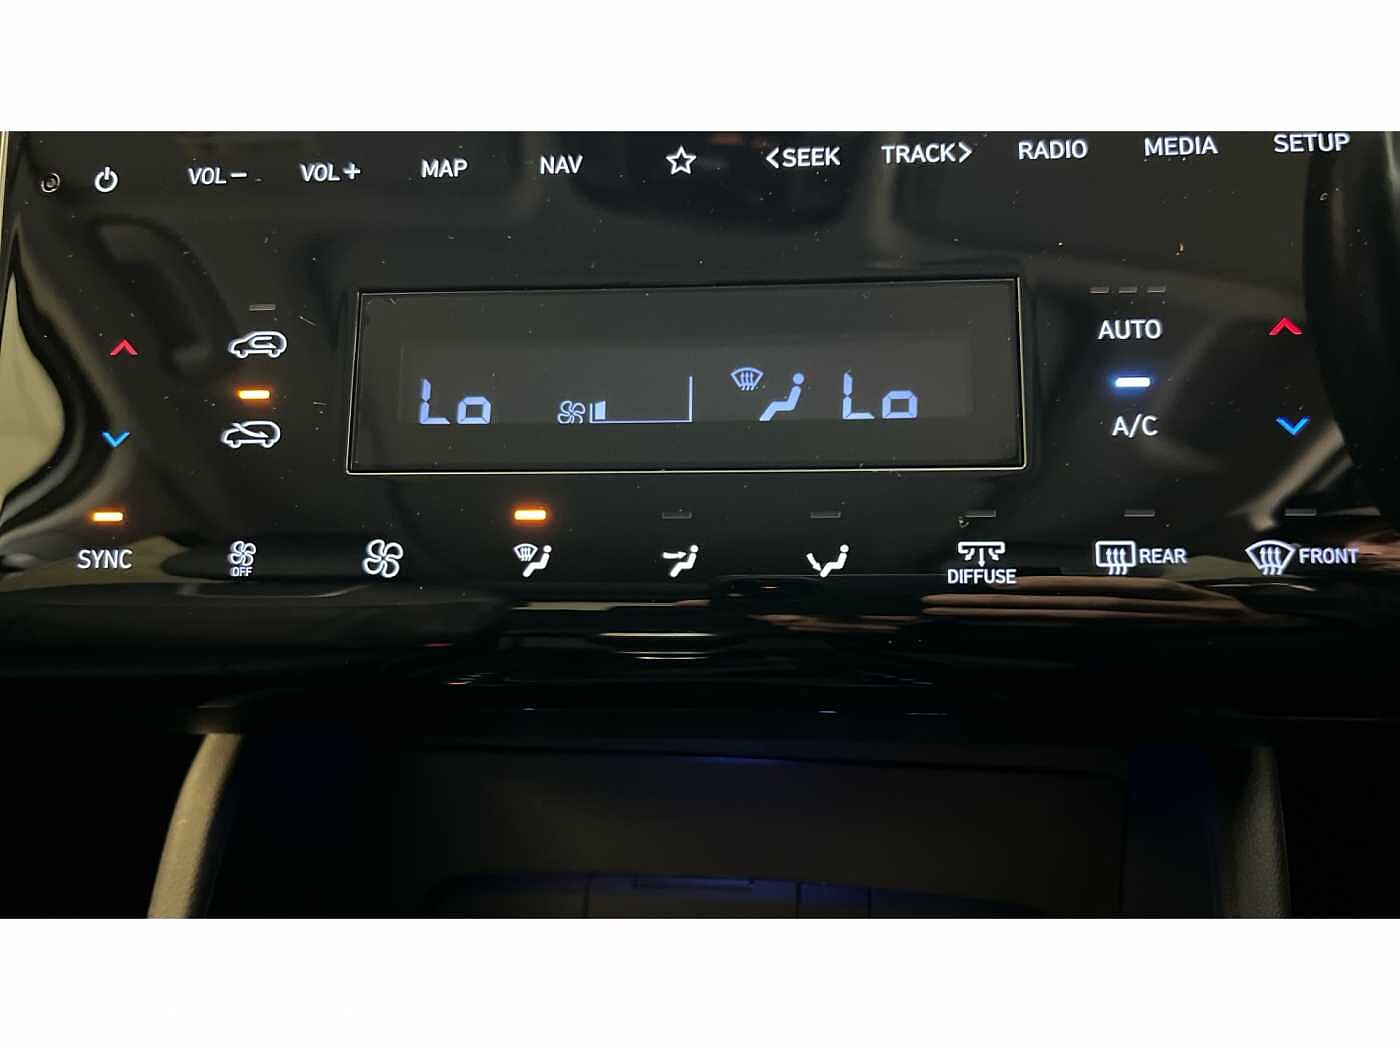 VOL− VOL+ MAP NAV <SEEK TRACK> RADIO MEDIA SETUP
AUTO
Lo Lo
A/C
SYNC OFF DIFFUSE REAR FRONT